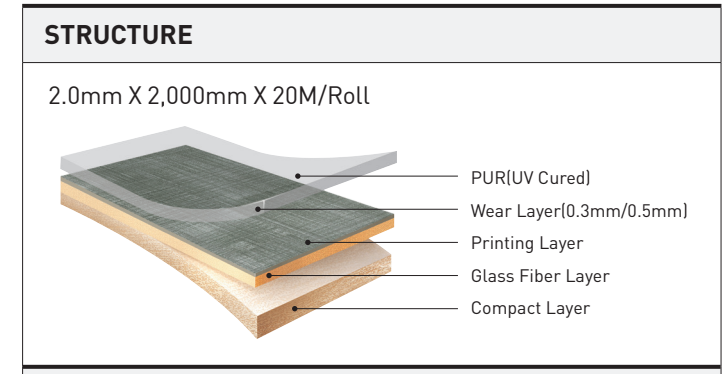 STRUCTURE
2.0mm X 2,000mm X 20M/Roll
PUR(UV Cured)
Wear Layer(0.3mm/0.5mm)
Printing Layer
Glass Fiber Layer
Compact Layer